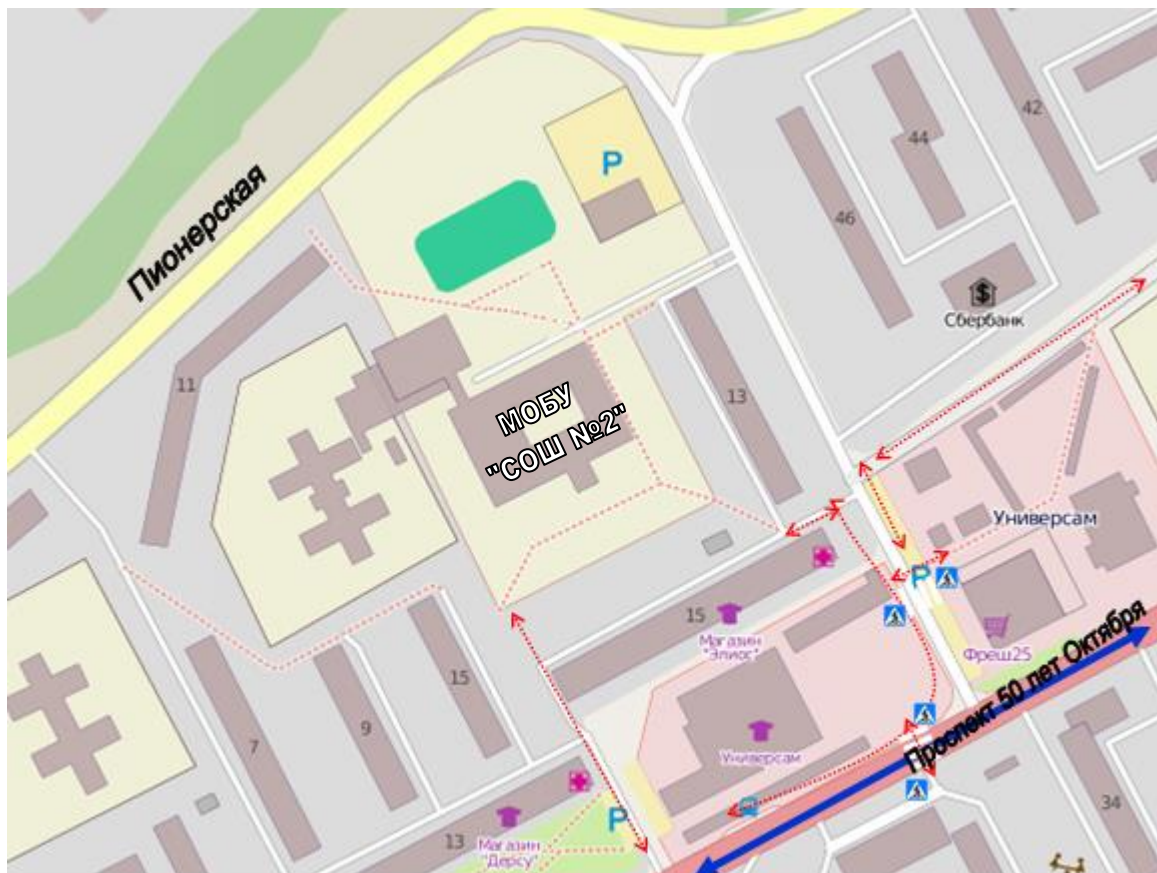 Пионерская
P
42
44
46
Сбербанк
11
13
МОБУ
"СОШ №2"
Универсам
P
15
Магазин
"Элиос"
Фреш25
Проспект 50 лет Октября
15
9
7
Универсам
34
P
13
Магазин
"Дерсу"